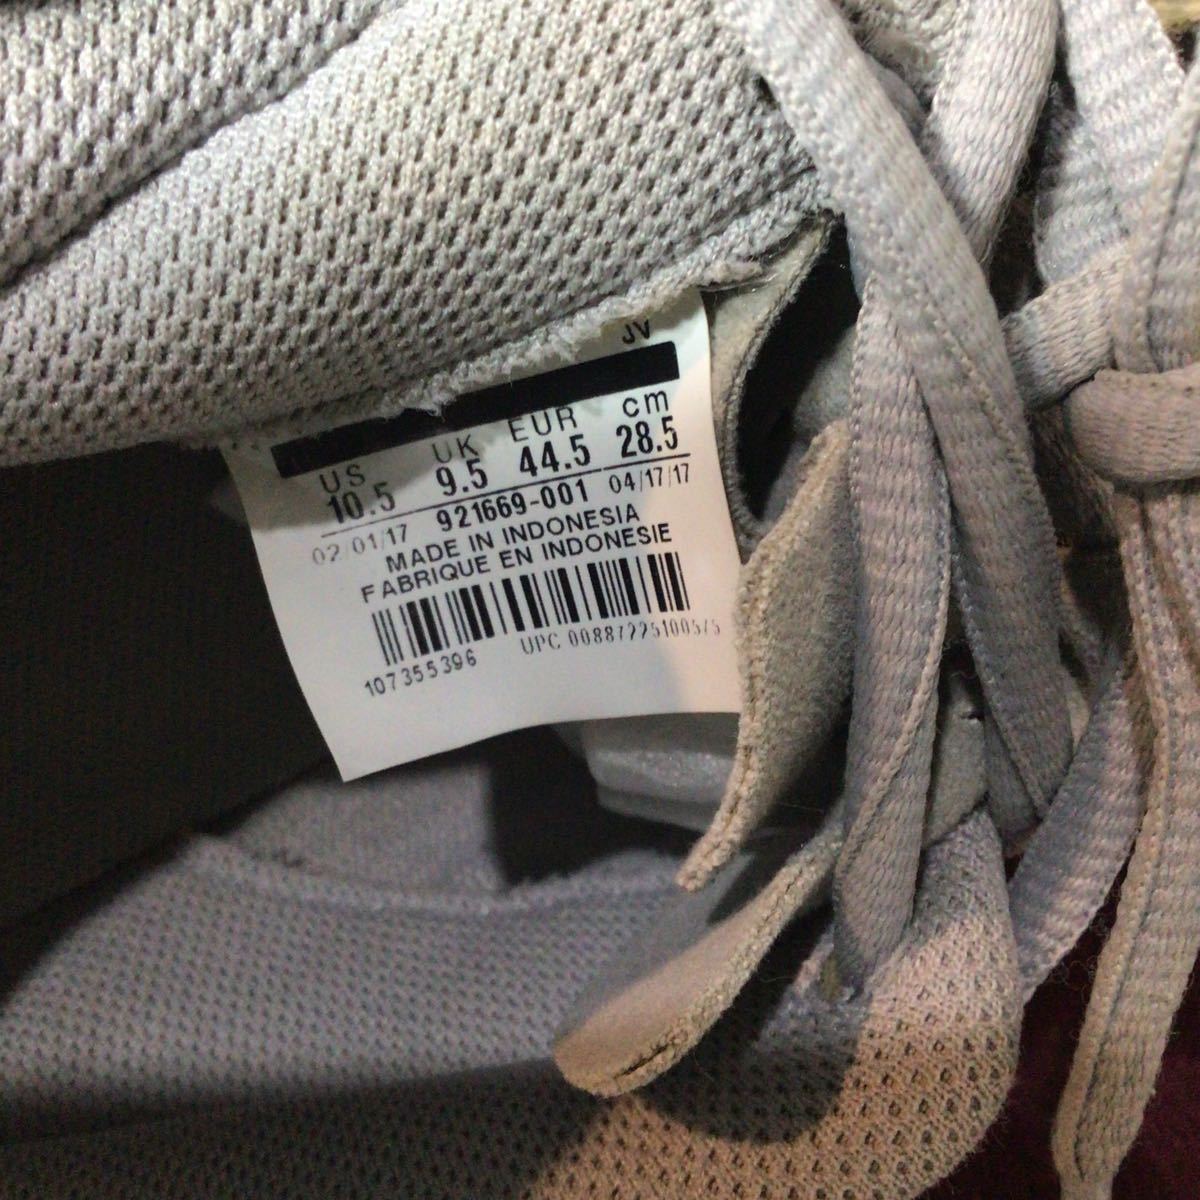 JV
US UK EUR cm
10.5 9.5 44.5 28.5
02/01/17 921669-001 04/17/17
MADE IN INDONESIA
FABRIQUE EN INDONESIE
107355396 UPC 00887225100575